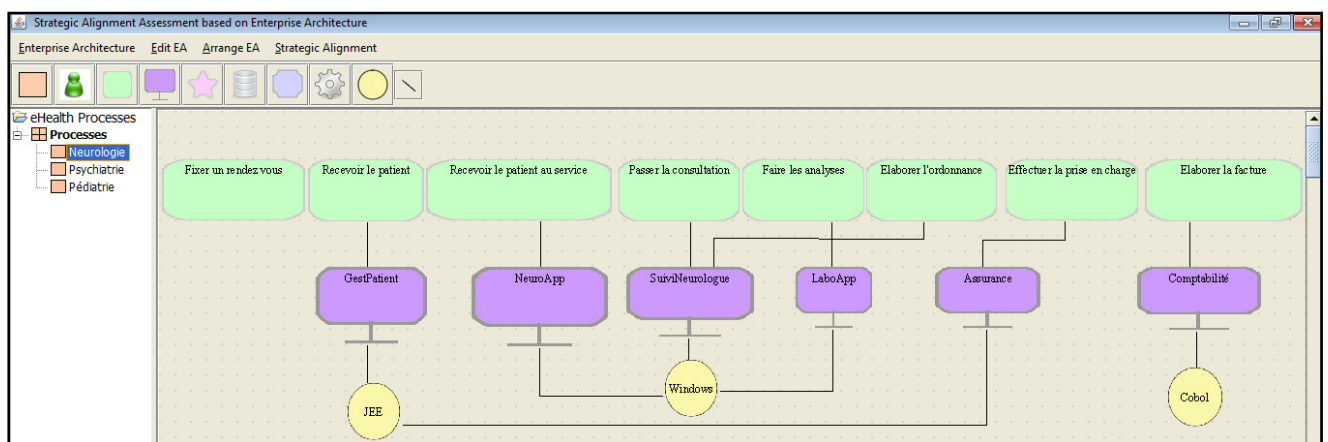 Strategic Alignment Assessment based on Enterprise Architecture
Enterprise Architecture Edit EA Arrange EA Strategic Alignment
eHealth Processes
Processes
Neurologie
Psychiatrie
Pédiatrie
Fixer un rendez vous Recevoir le patient Recevoir le patient au service Passer la consultation Faire les analyses Elaborer l'ordonnance Effectuer la prise en charge Elaborer la facture
GestPatient NeuroApp SuiviNeurologue LaboApp Assurance Comptabilité
Windows
JEE Cobol